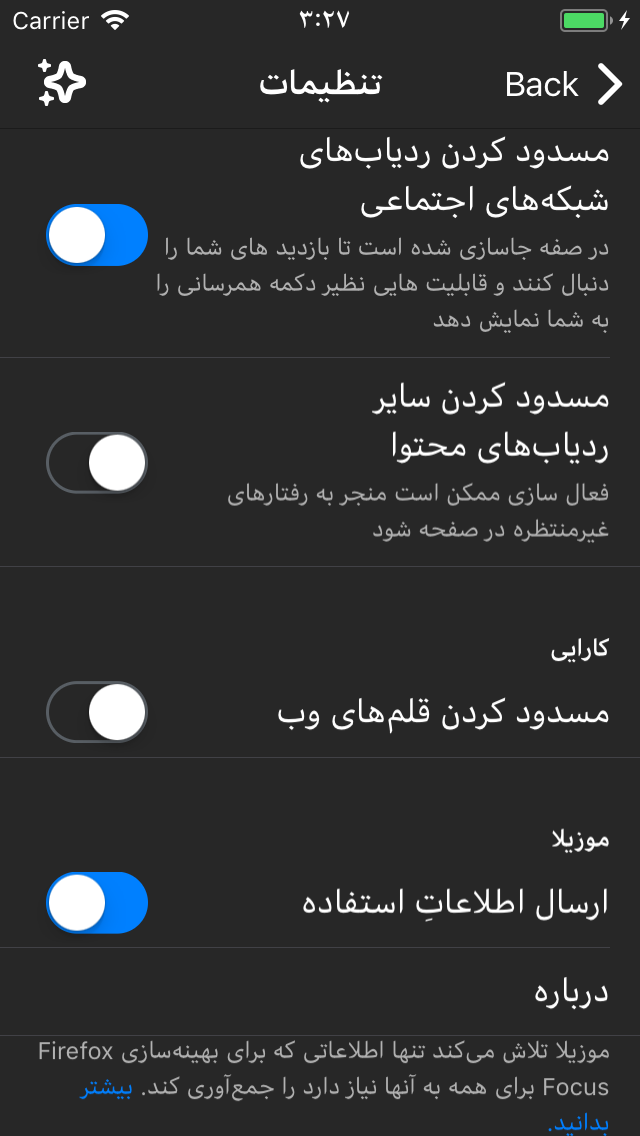 Carrier
۳:۲۷
Back
تنظیمات
مسدود کردن ردیاب‌های
شبکه‌های اجتماعی
در صفه جاسازی شده است تا بازدید های شما را
دنبال کنند و قابلیت هایی نظیر دکمه همرسانی را
به شما نمایش دهد
مسدود کردن سایر
ردیاب‌های محتوا
فعال سازی ممکن است منجر به رفتارهای
غیرمنتظره در صفحه شود
کارایی
مسدود کردن قلم‌های وب
موزیلا
ارسال اطلاعاتِ استفاده
درباره
موزیلا تلاش می‌کند تنها اطلاعاتی که برای بهینه‌سازی Firefox
Focus برای همه به آنها نیاز دارد را جمع‌آوری کند. بیشتر
بدانید.